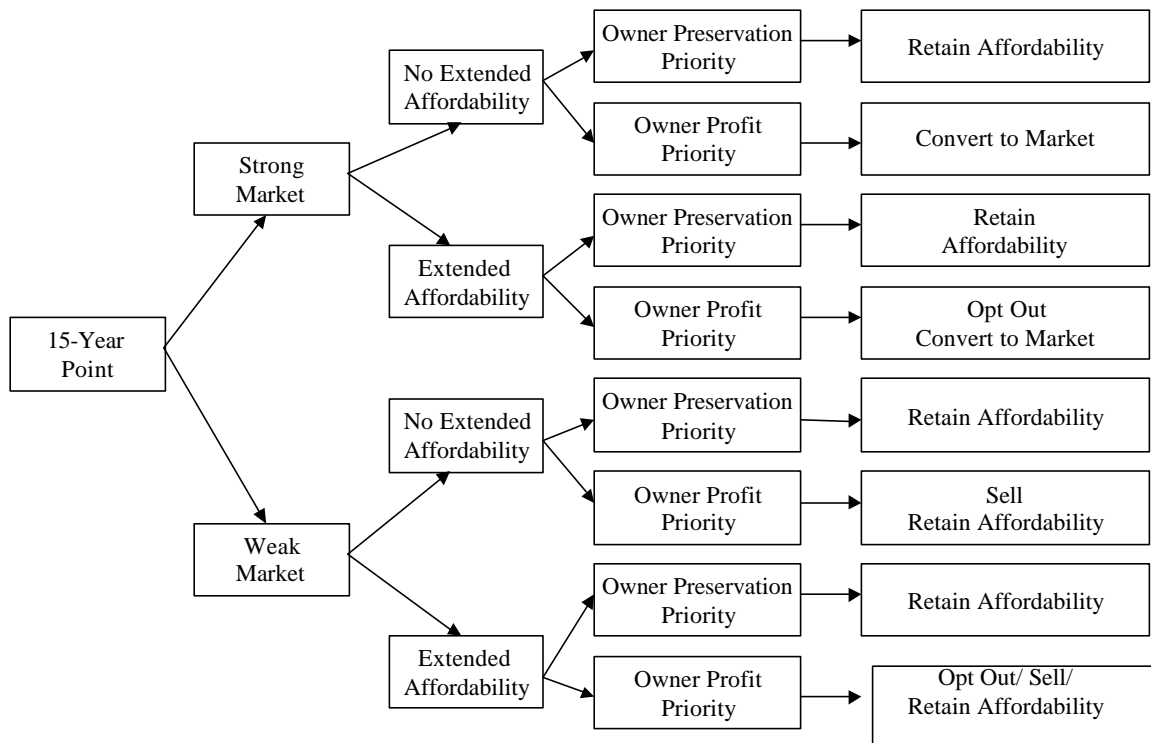 15-Year
Point
Strong
Market
Weak
Market
No Extended
Affordability
Extended
Affordability
No Extended
Affordability
Extended
Affordability
Owner Preservation
Priority
Retain Affordability
Owner Profit
Priority
Convert to Market
Owner Preservation
Priority
Retain
Affordability
Owner Profit
Priority
Opt Out
Convert to Market
Owner Preservation
Priority
Retain Affordability
Owner Profit
Priority
Sell
Retain Affordability
Owner Preservation
Priority
Retain Affordability
Owner Profit
Priority
Opt Out/ Sell/
Retain Affordability